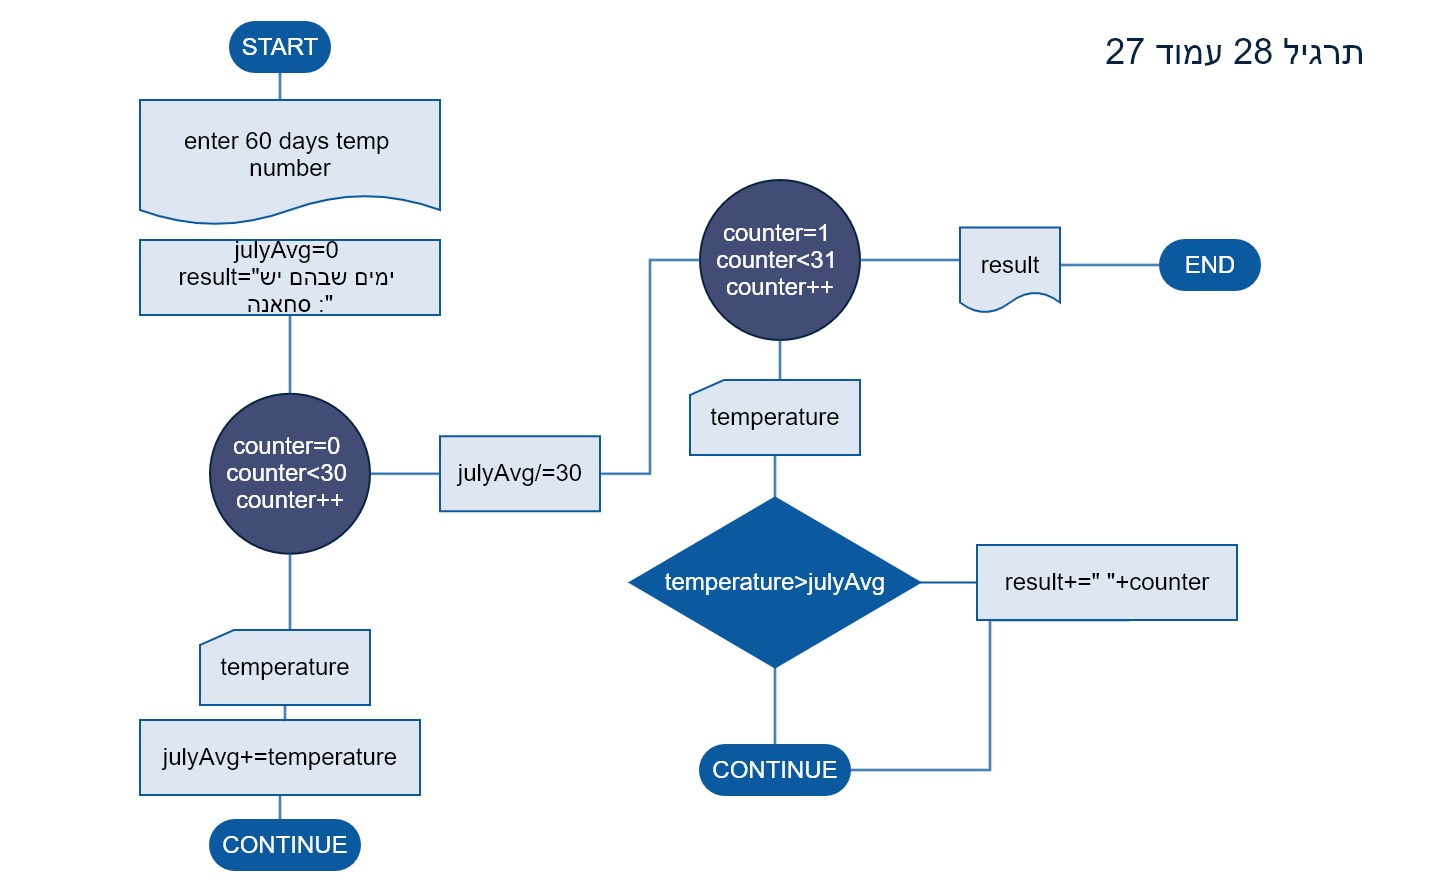 תרגיל 28 עמוד 27
START
enter 60 days temp
number
julyAvg=0
result="ימים שבהם יש
סחאנה :"
counter=0
counter<30
counter++
temperature
julyAvg+=temperature
CONTINUE
julyAvg/=30
counter=1
counter<31
counter++
temperature
temperature>julyAvg
result+=" "+counter
CONTINUE
result
END